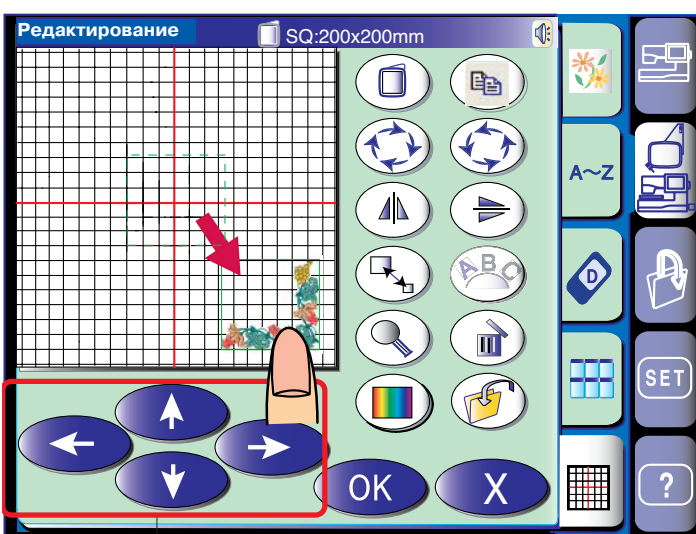 Редактирование SQ:200x200mm
A~Z
ABC
D
SET
OK X ?